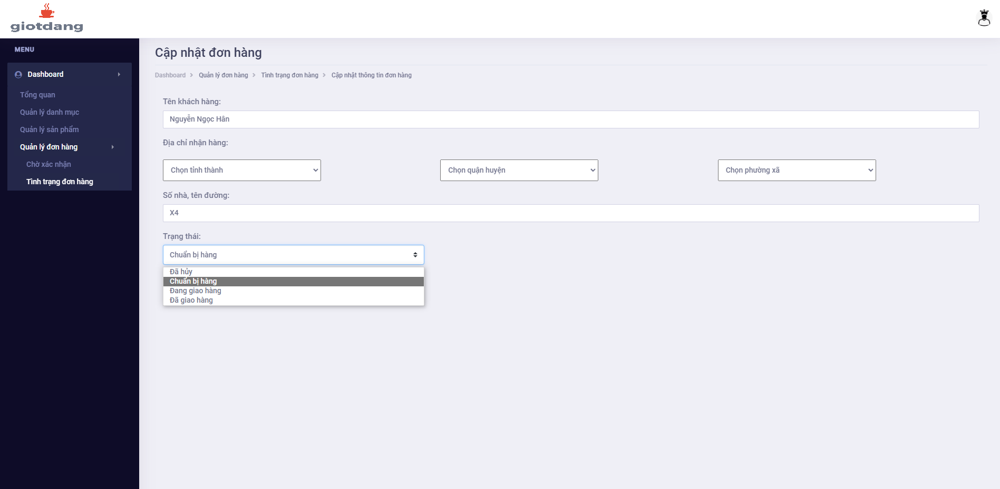 giotdang
MENU
Dashboard
Tổng quan
Quản lý danh mục
Quản lý sản phẩm
Quản lý đơn hàng
Chờ xác nhận
Tình trạng đơn hàng
Cập nhật đơn hàng
Dashboard > Quản lý đơn hàng > Tình trạng đơn hàng > Cập nhật thông tin đơn hàng
Tên khách hàng:
Nguyễn Ngọc Hân
Địa chỉ nhận hàng:
Chọn tỉnh thành Chọn quận huyện Chọn phường xã
Số nhà, tên đường:
X4
Trạng thái:
Chuẩn bị hàng
Đã hủy
Chuẩn bị hàng
Đang giao hàng
Đã giao hàng